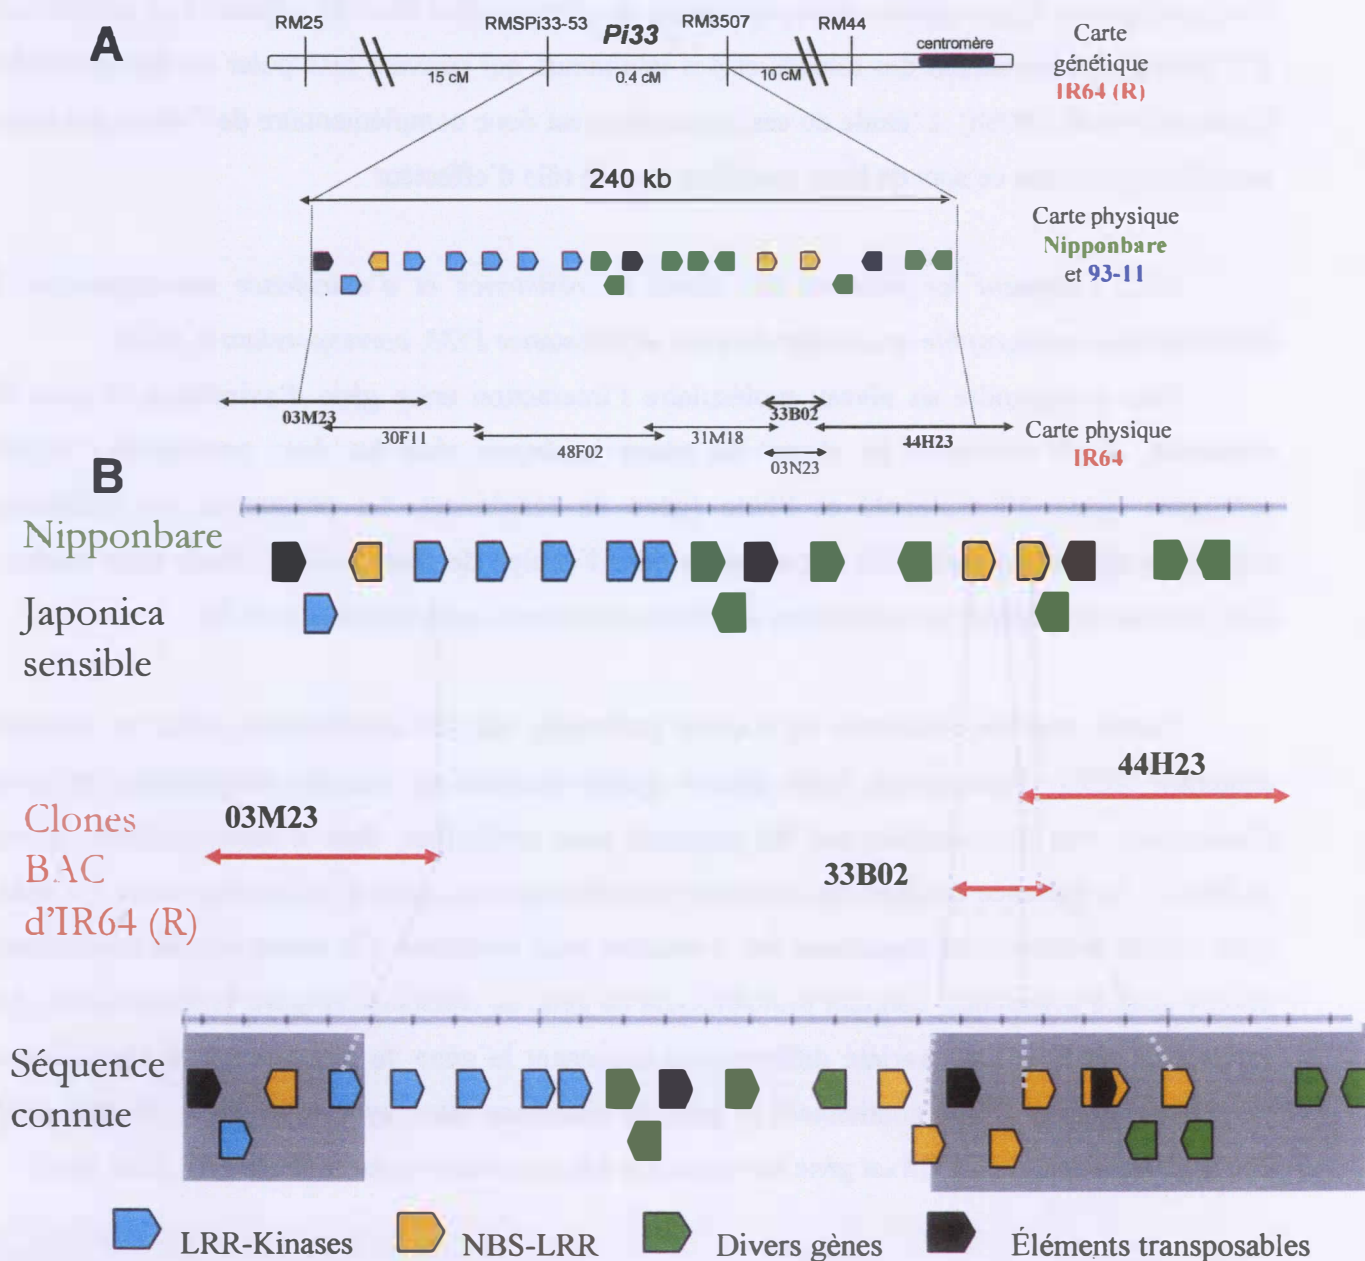 A
RM25
RMSPi33-53
Pi33
RM3507
RM44
centromère
15 cM
0.4 cM
10 cM
Carte
génétique
IR64 (R)
240 kb
Carte physique
Nipponbare
et 93-11
03M23
30F11
48F02
31M18
33B02
03N23
44H23
Carte physique
IR64
B
Nipponbare
Japonica
sensible
Clones
BAC
d'IR64 (R)
03M23
33B02
44H23
Séquence
connue
LRR-Kinases
NBS-LRR
Divers gènes
Éléments transposables